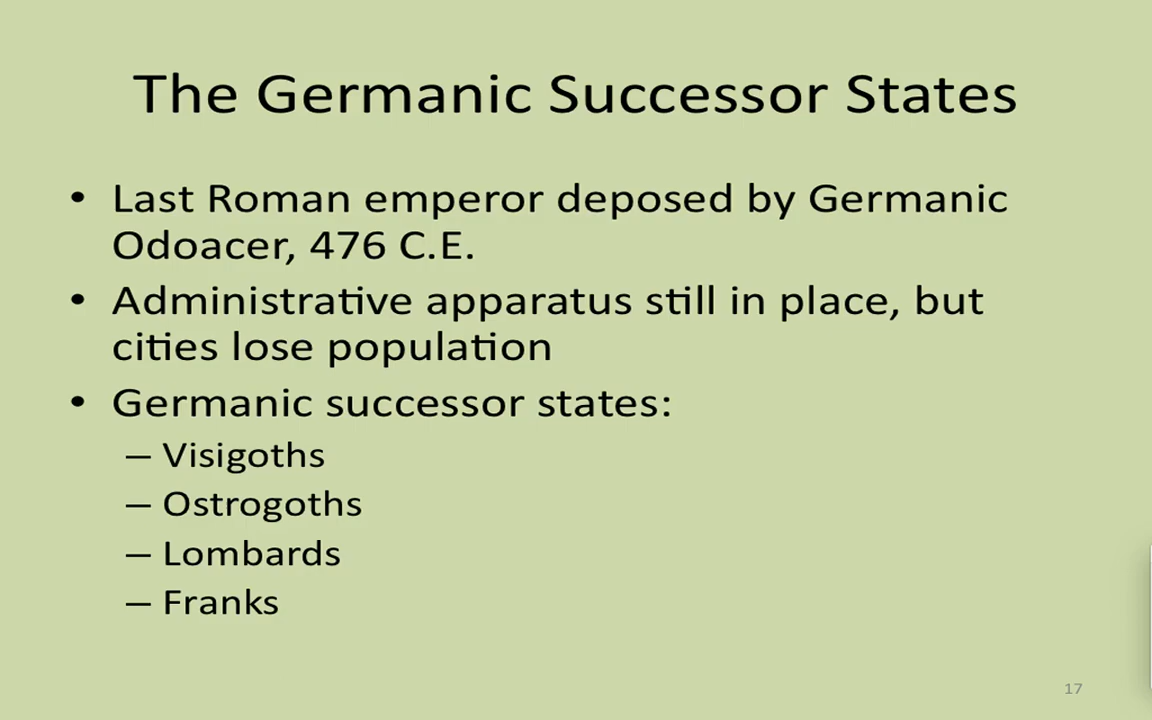 The Germanic Successor States
• Last Roman emperor deposed by Germanic
Odoacer, 476 C.E.
• Administrative apparatus still in place, but
cities lose population
• Germanic successor states:
– Visigoths
– Ostrogoths
– Lombards
– Franks
17